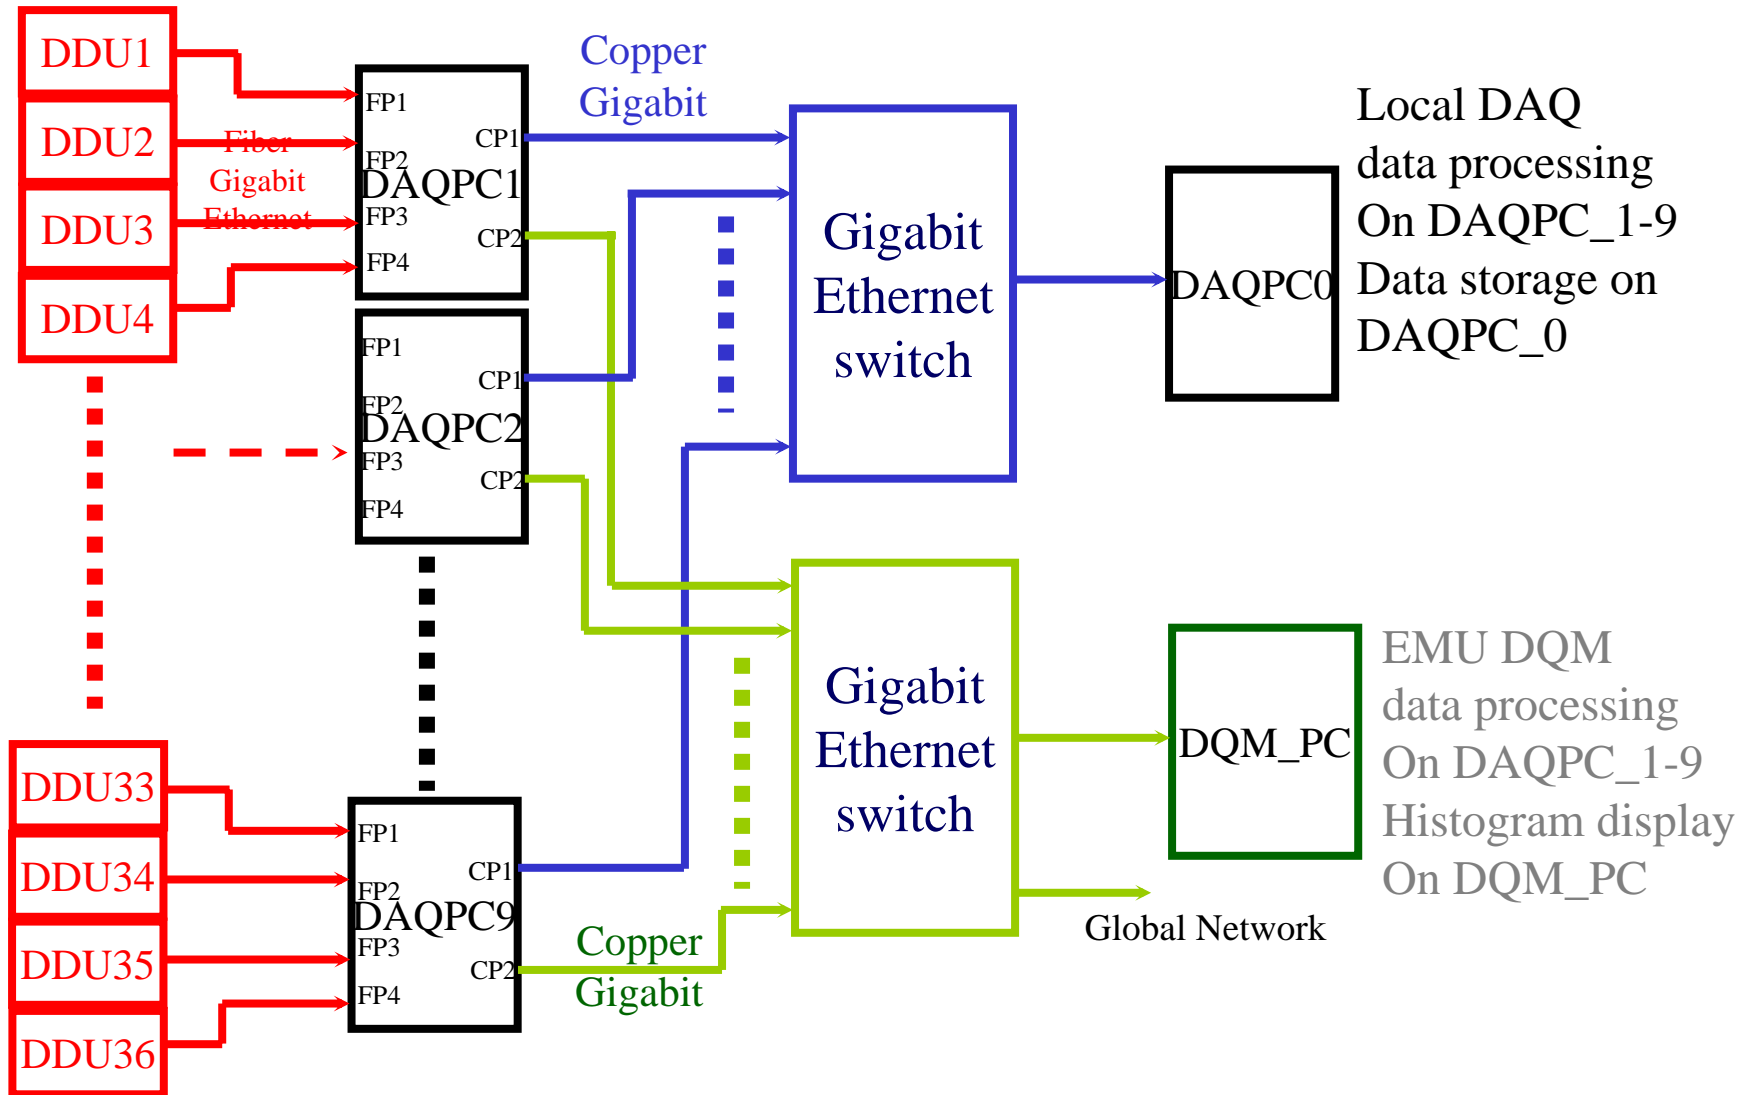 DDU1
DDU2
DDU3
DDU4
Fiber
Gigabit
Ethernet
FP1
FP2
FP3
FP4
DAQPC1
CP1
CP2
FP1
FP2
FP3
FP4
DAQPC2
CP1
CP2
Copper
Gigabit
Gigabit
Ethernet
switch
DAQPC0
Local DAQ
data processing
On DAQPC_1-9
Data storage on
DAQPC_0
DDU33
DDU34
DDU35
DDU36
FP1
FP2
FP3
FP4
DAQPC9
CP1
CP2
Copper
Gigabit
Gigabit
Ethernet
switch
DQM_PC
Global Network
EMU DQM
data processing
On DAQPC_1-9
Histogram display
On DQM_PC